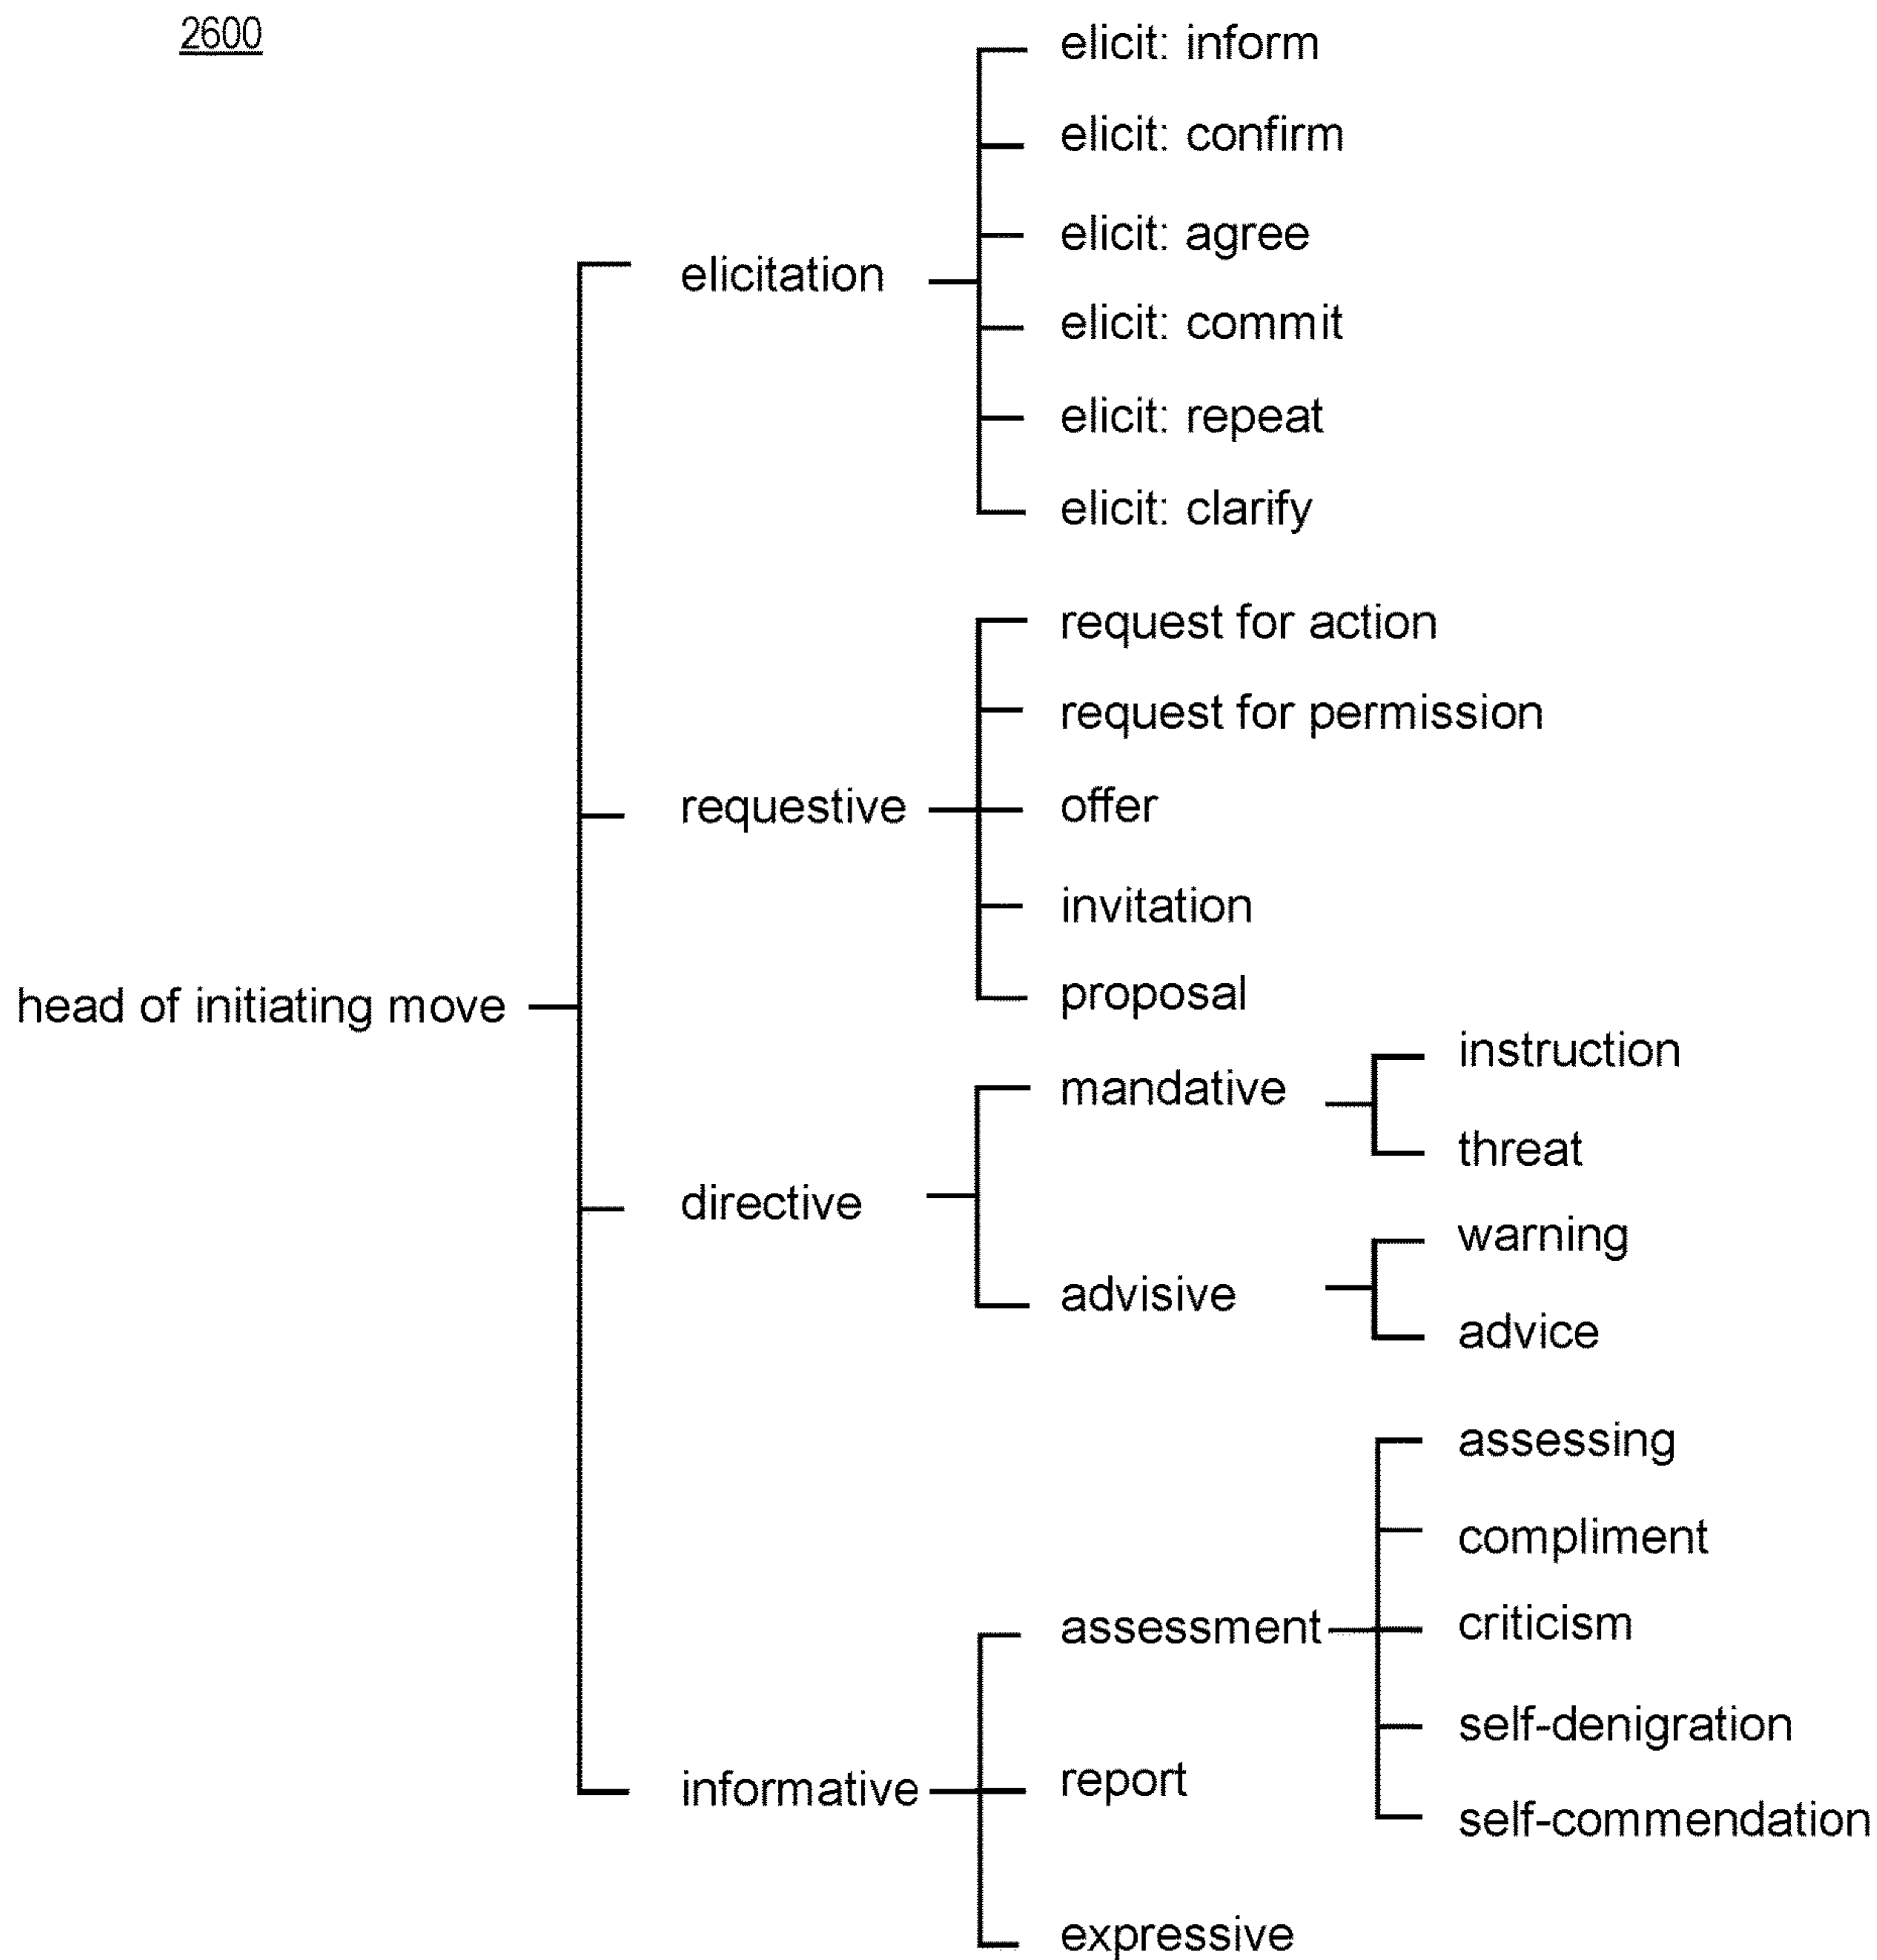 2600
elicit: inform
elicit: confirm
elicit: agree
elicitation
elicit: commit
elicit: repeat
elicit: clarify
request for action
request for permission
requestive
offer
invitation
proposal
head of initiating move
mandative
instruction
threat
directive
advisive
warning
advice
assessing
compliment
assessment
criticism
self-denigration
informative
report
self-commendation
expressive